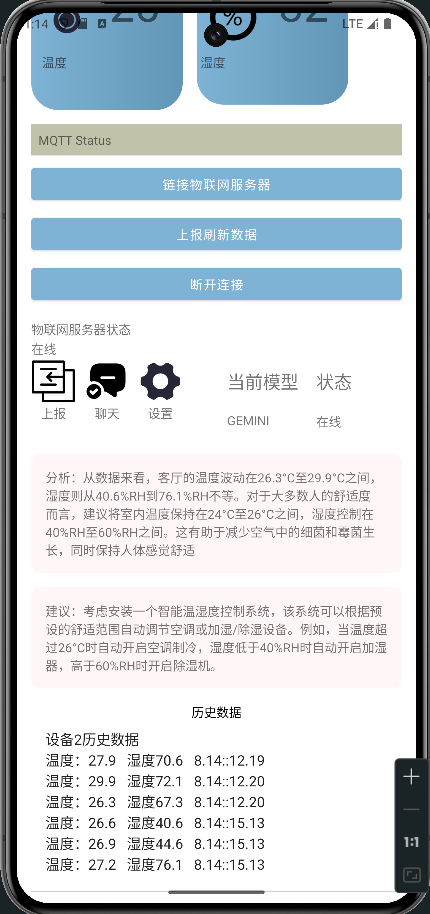 1:14
LTE
%
温度
湿度
MQTT Status
链接物联网服务器
上报刷新数据
断开连接
物联网服务器状态
在线
上报 聊天 设置
当前模型 状态
GEMINI 在线
分析：从数据来看，客厅的温度波动在26.3°C至29.9°C之间，
湿度则从40.6%RH到76.1%RH不等。对于大多数人的舒适度
而言，建议将室内温度保持在24°C至26°C之间，湿度控制在
40%RH至60%RH之间。这有助于减少空气中的细菌和霉菌生
长，同时保持人体感觉舒适
建议：考虑安装一个智能温湿度控制系统，该系统可以根据预
设的舒适范围自动调节空调或加湿/除湿设备。例如，当温度超
过26°C时自动开启空调制冷，湿度低于40%RH时自动开启加湿
器，高于60%RH时开启除湿机。
历史数据
设备2历史数据
温度：27.9 湿度70.6 8.14::12.19
温度：29.9 湿度72.1 8.14::12.20
温度：26.3 湿度67.3 8.14::12.20
温度：26.6 湿度40.6 8.14::15.13
温度：26.9 湿度44.6 8.14::15.13
温度：27.2 湿度76.1 8.14::15.13
1:1